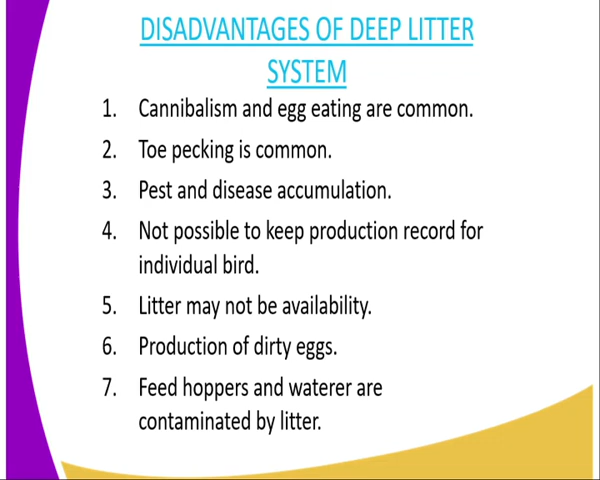 DISADVANTAGES OF DEEP LITTER
SYSTEM
1. Cannibalism and egg eating are common.
2. Toe pecking is common.
3. Pest and disease accumulation.
4. Not possible to keep production record for
individual bird.
5. Litter may not be availability.
6. Production of dirty eggs.
7. Feed hoppers and waterer are
contaminated by litter.